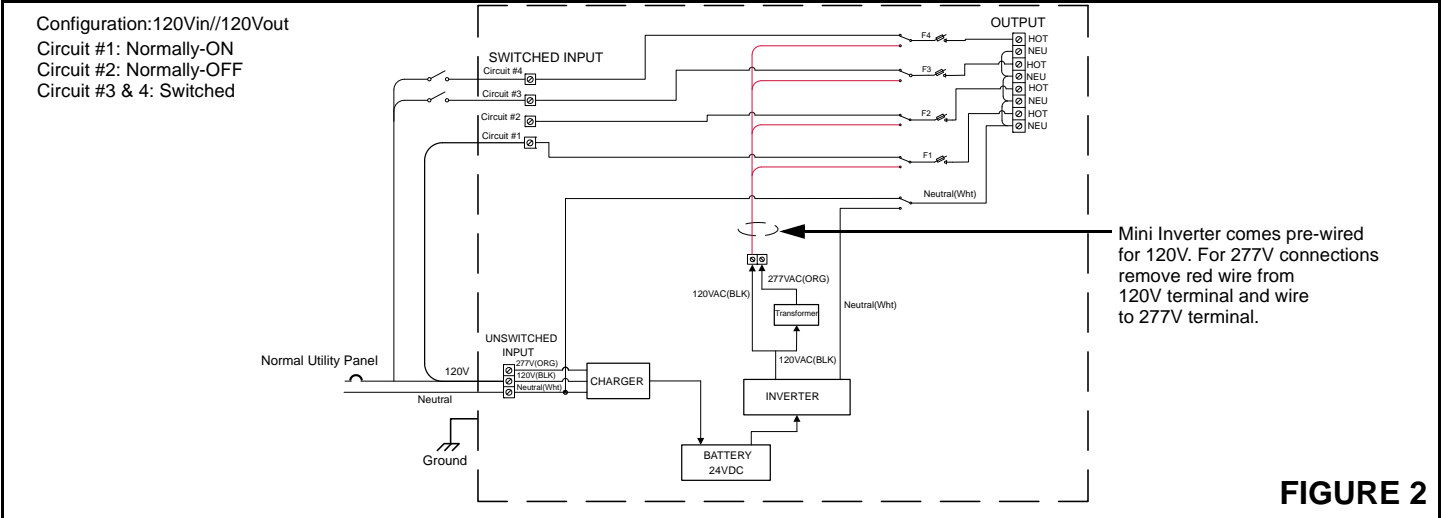 Configuration:120Vin//120Vout
Circuit #1: Normally-ON
Circuit #2: Normally-OFF
Circuit #3 & 4: Switched
SWITCHED INPUT
Circuit #4
Circuit #3
Circuit #2
Circuit #1
OUTPUT
F4
HOT
NEU
F3
HOT
NEU
HOT
F2
NEU
HOT
NEU
F1
Neutral(Wht)
Mini Inverter comes pre-wired
for 120V. For 277V connections
remove red wire from
120V terminal and wire
to 277V terminal.
277VAC(ORG)
120VAC(BLK)
Transformer
Neutral(Wht)
120VAC(BLK)
UNSWITCHED
INPUT
Normal Utility Panel
277V(ORG)
120V
120V(BLK)
Neutral(Wht)
Neutral
CHARGER
INVERTER
Ground
BATTERY
24VDC
FIGURE 2